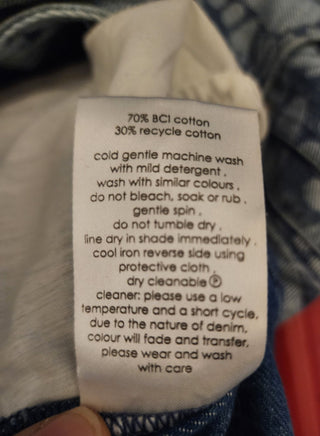 70% BCI cotton
30% recycle cotton
cold gentle machine wash
with mild detergent .
wash with similar colours ,
do not bleach, soak or rub .
gentle spin .
do not tumble dry .
line dry in shade immediately .
cool iron reverse side using
protective cloth .
dry cleanable Ⓟ
cleaner: please use a low
temperature and a short cycle.
due to the nature of denim,
colour will fade and transfer,
please wear and wash
with care